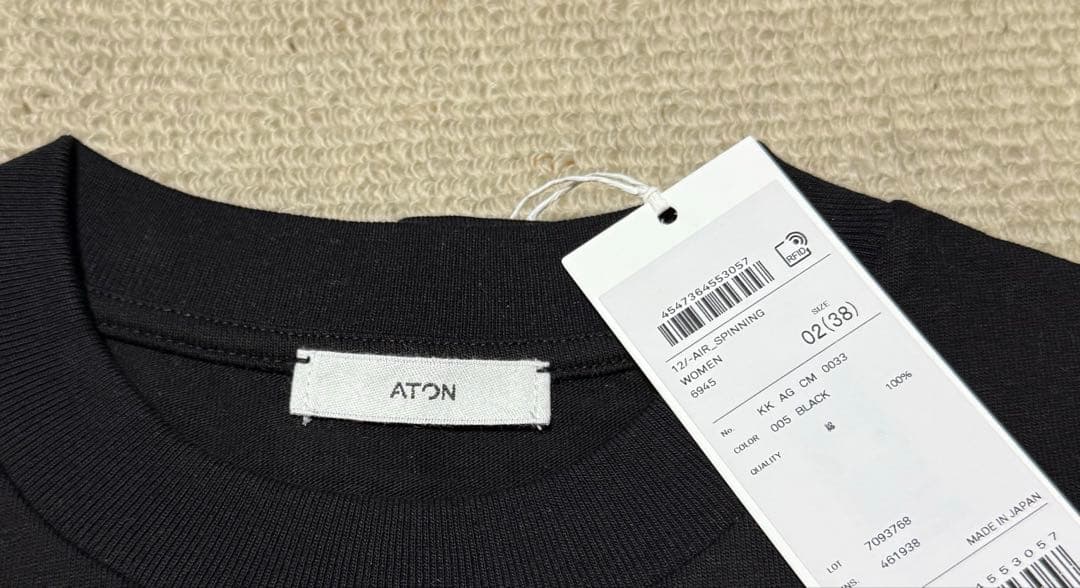 ATON
RFID
4547364553057
12/-AIR_SPINNING
WOMEN
6945
SIZE
02(38)
No. KK AG CM 0033
COLOR 005 BLACK
QUALITY 綿 100%
LOT 7093768
461938
MADE IN JAPAN
553057